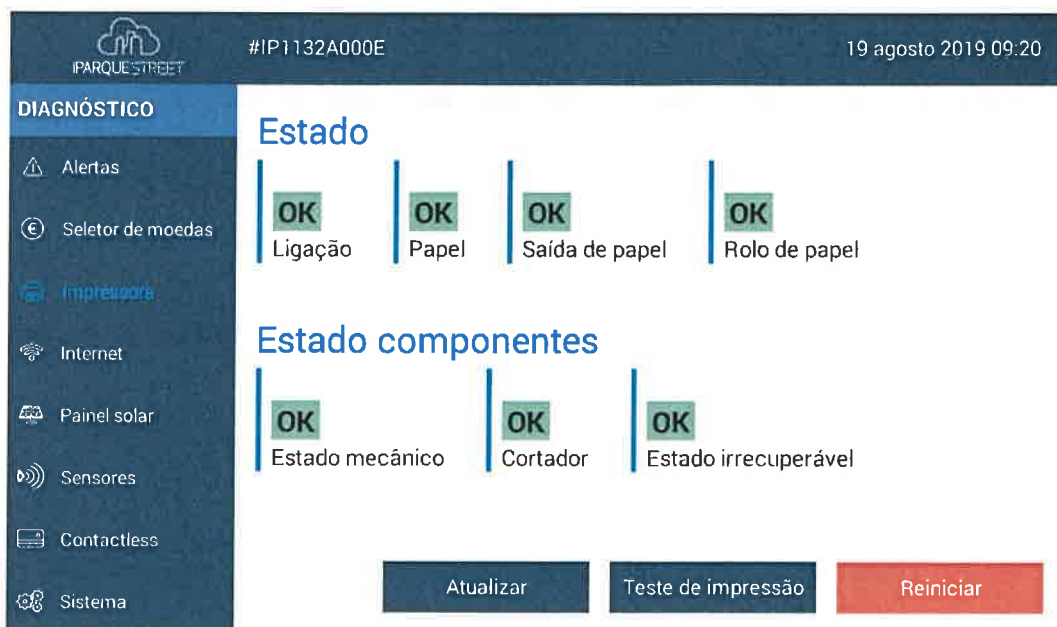 IPARQUE STREET
#IP1132A000E
19 agosto 2019 09:20
DIAGNÓSTICO
Alertas
Seletor de moedas
Impressora
Internet
Painel solar
Sensores
Contactless
Sistema
Estado
OK
Ligação
OK
Papel
OK
Saída de papel
OK
Rolo de papel
Estado componentes
OK
Estado mecânico
OK
Cortador
OK
Estado irrecuperável
Atualizar
Teste de impressão
Reiniciar